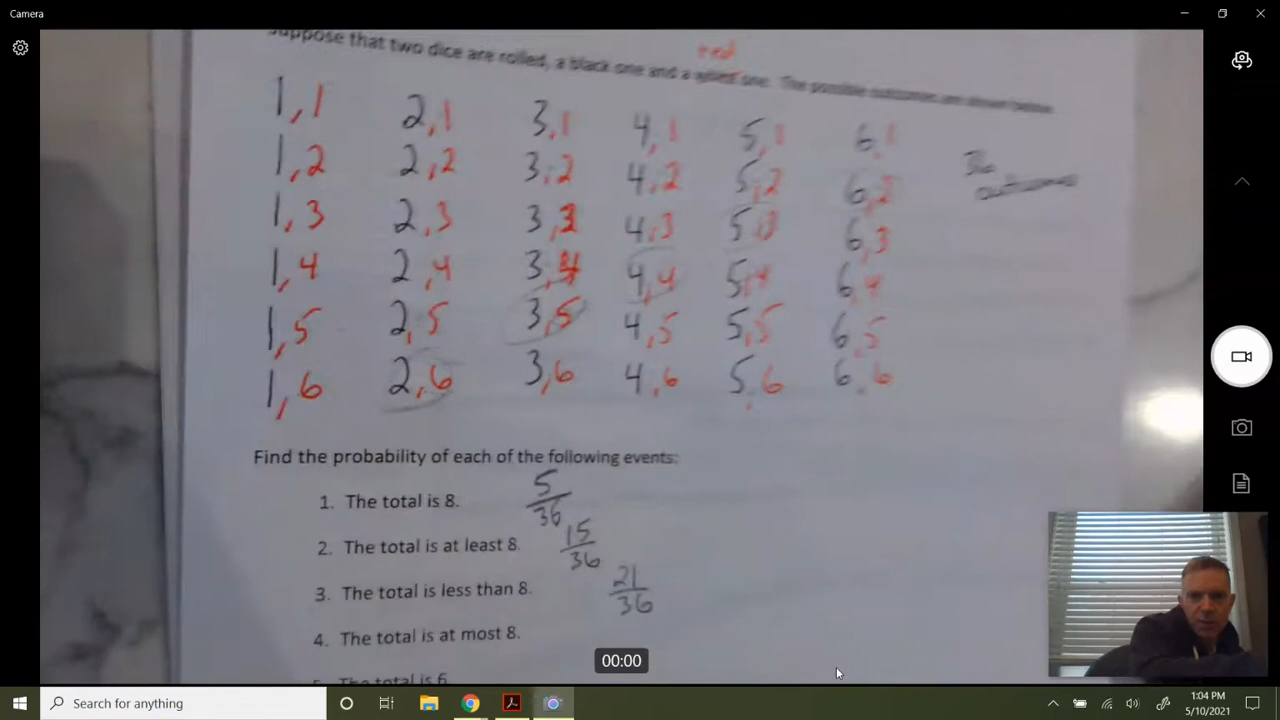 Camera
Suppose that two dice are rolled, a black one and a one. The possible outcomes are shown below.
red
1,1 2,1 3,1 4,1 5,1 6,1
1,2 2,2 3,2 4,2 5,2 6,2
36
outcomes
1,3 2,3 3,3 4,3 5,3 6,3
1,4 2,4 3,4 4,4 5,4 6,4
1,5 2,5 3,5 4,5 5,5 6,5
1,6 2,6 3,6 4,6 5,6 6,6
Find the probability of each of the following events:
1. The total is 8. 5/36
2. The total is at least 8. 15/36
3. The total is less than 8. 21/36
4. The total is at most 8.
5. The total is 6.
00:00
Search for anything
1:04 PM
5/10/2021